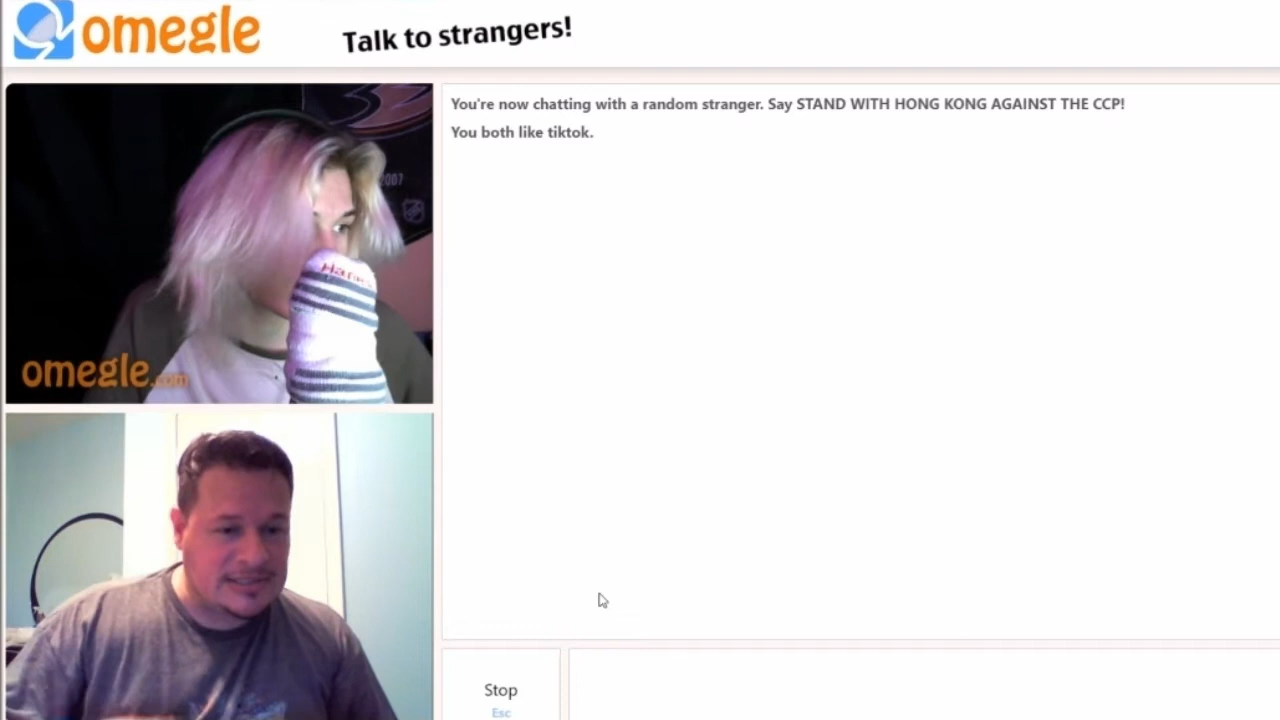 omegle
Talk to strangers!
You're now chatting with a random stranger. Say STAND WITH HONG KONG AGAINST THE CCP!
You both like tiktok.
2007
omegle.com
Stop
Esc